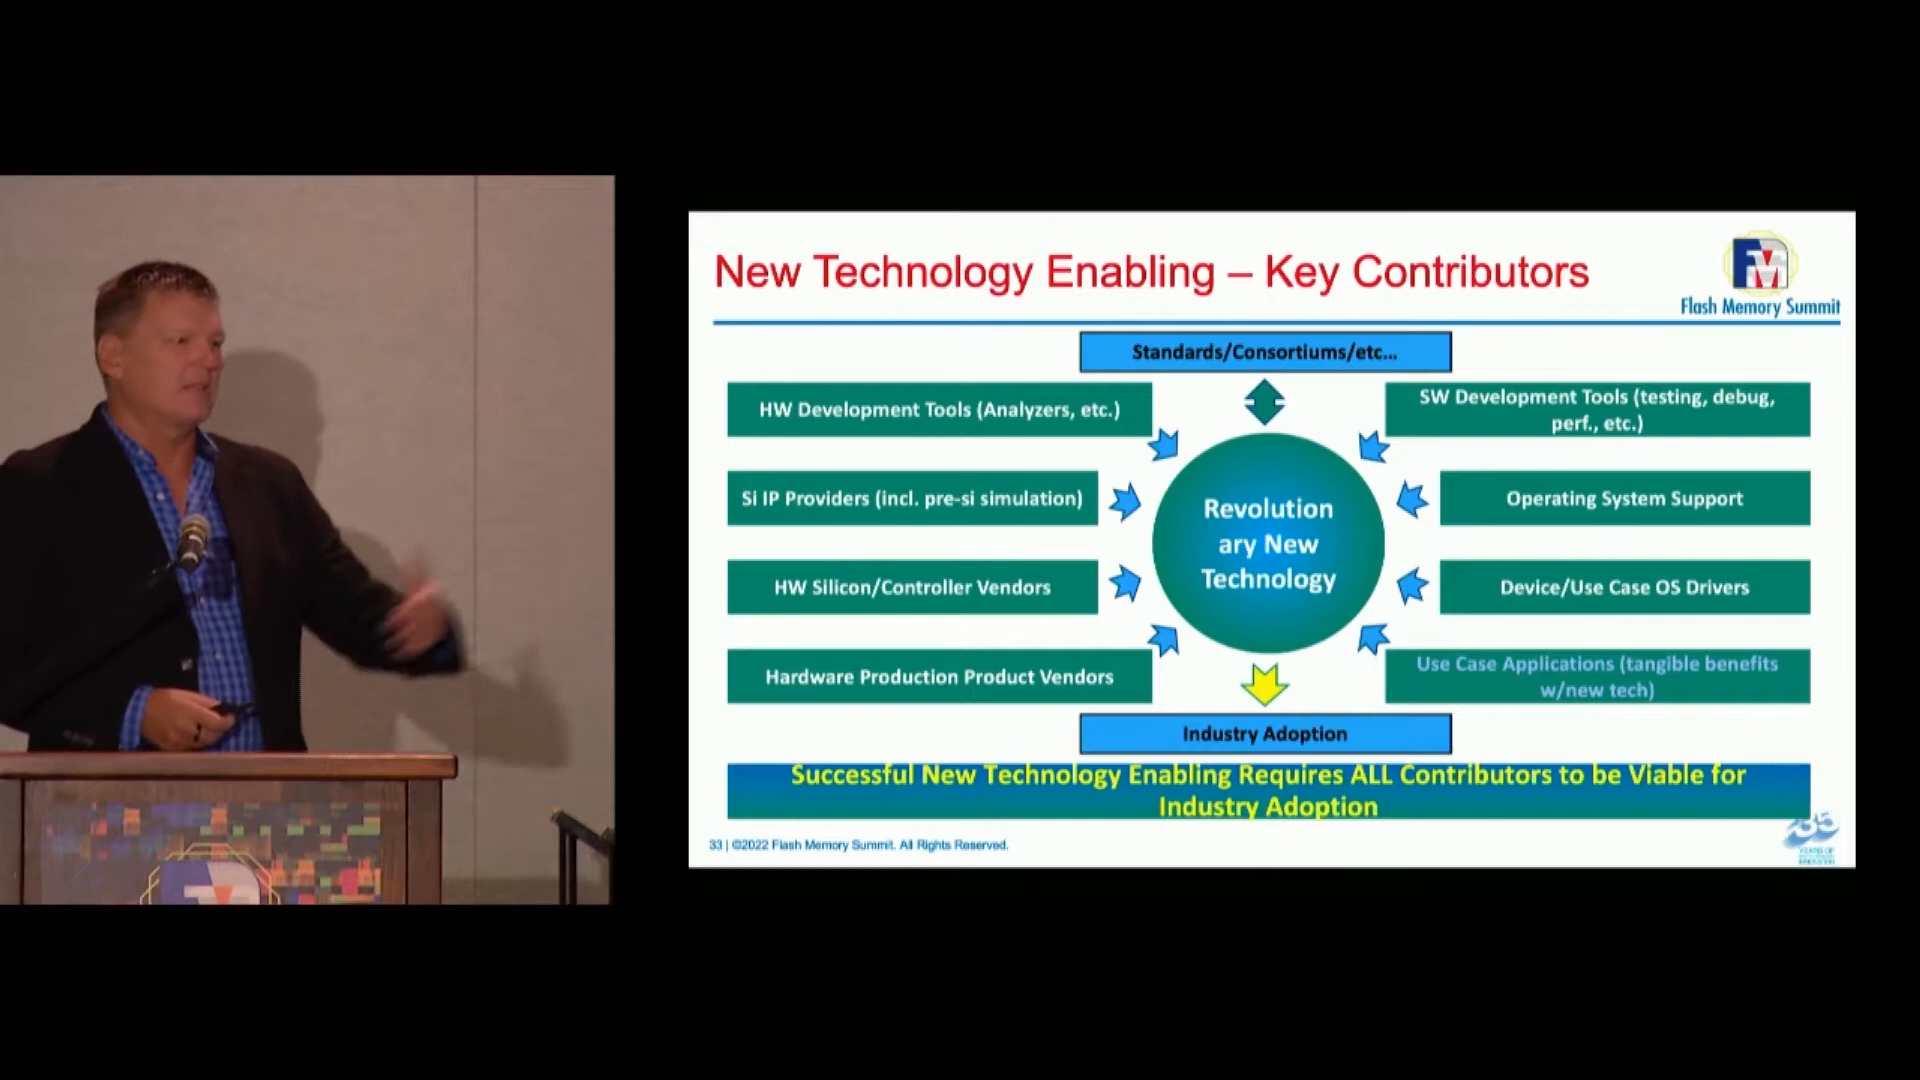 New Technology Enabling – Key Contributors
Flash Memory Summit
Standards/Consortiums/etc...
HW Development Tools (Analyzers, etc.)
SW Development Tools (testing, debug,
perf., etc.)
Si IP Providers (incl. pre-si simulation)
Operating System Support
Revolution
ary New
Technology
HW Silicon/Controller Vendors
Device/Use Case OS Drivers
Hardware Production Product Vendors
Use Case Applications (tangible benefits
w/new tech)
Industry Adoption
Successful New Technology Enabling Requires ALL Contributors to be Viable for
Industry Adoption
33 | ©2022 Flash Memory Summit. All Rights Reserved.
35